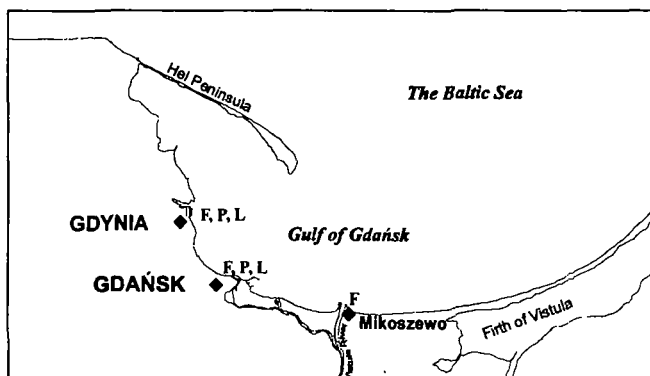 Hel Peninsula
The Baltic Sea
F, P, L
GDYNIA
Gulf of Gdańsk
F, P, L
GDAŃSK
F
Mikoszewo
Firth of Vistula